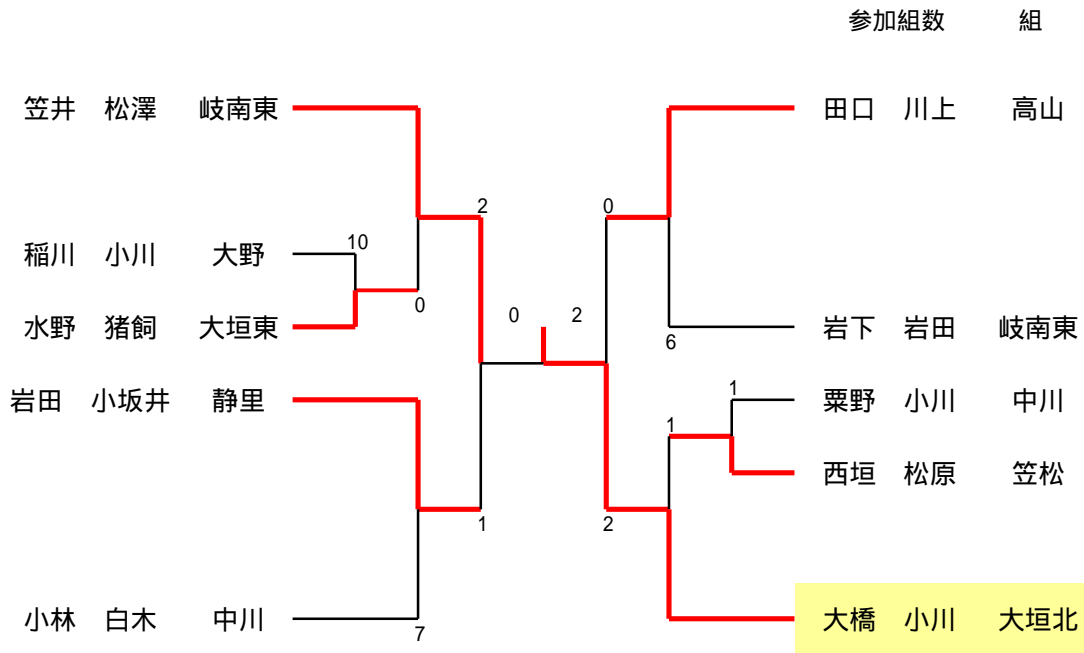 参加組数 組
笠井 松澤 岐南東
田口 川上 高山
2
0
10
稲川 小川 大野
0
0 2
水野 猪飼 大垣東
岩下 岩田 岐南東
6
岩田 小坂井 静里
1
粟野 小川 中川
1
西垣 松原 笠松
1
2
小林 白木 中川
7
大橋 小川 大垣北